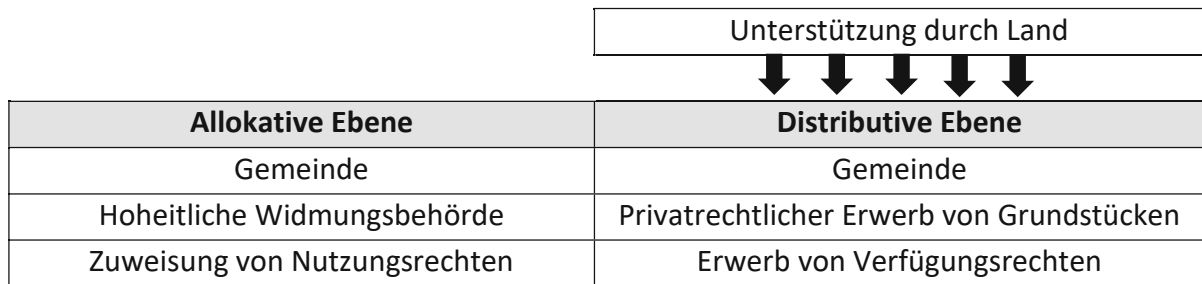 Unterstützung durch Land
Allokative Ebene Distributive Ebene
Gemeinde Gemeinde
Hoheitliche Widmungsbehörde Privatrechtlicher Erwerb von Grundstücken
Zuweisung von Nutzungsrechten Erwerb von Verfügungsrechten